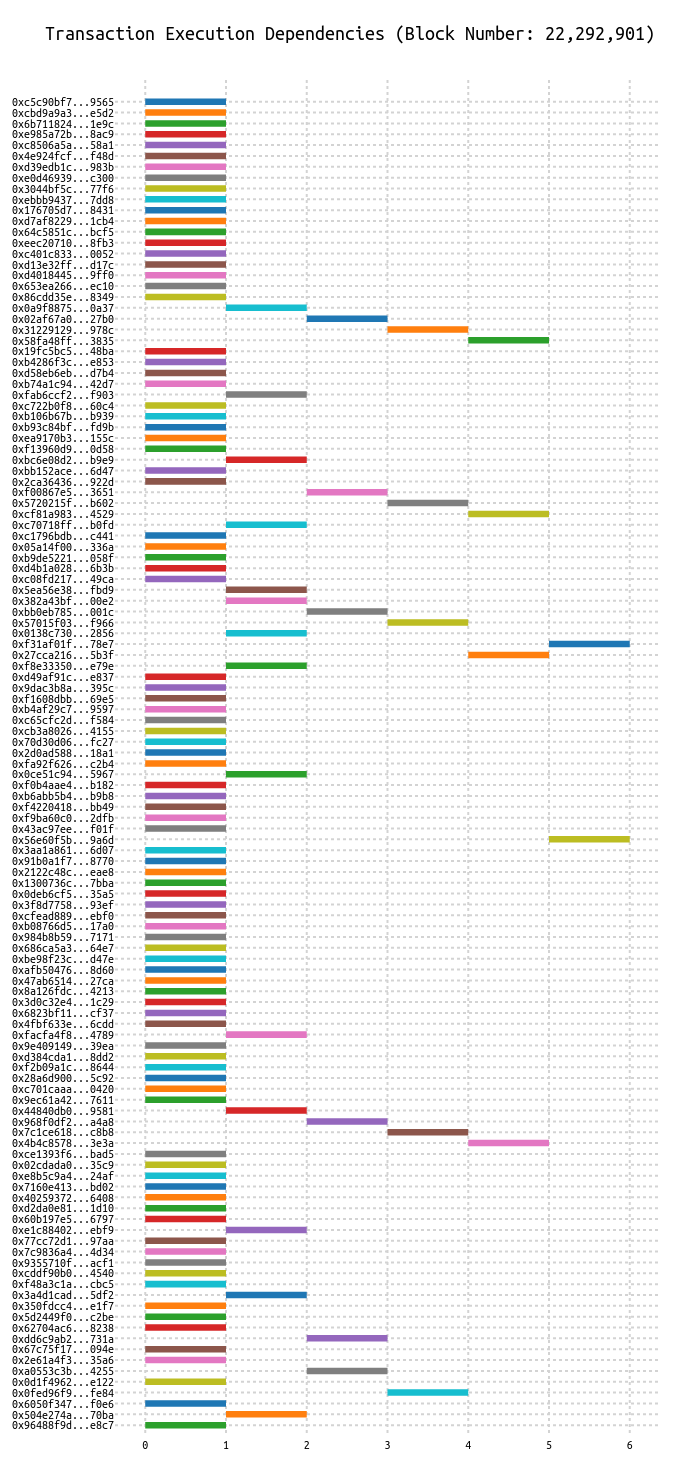 Transaction Execution Dependencies (Block Number: 22,292,901)
0xc5c90bf7...9565
0xcbd9a9a3...e5d2
0x6b711824...1e9c
0xe985a72b...8ac9
0xc8506a5a...58a1
0x4e924fcf...f48d
0xd39edb1c...983b
0xe0d46939...c300
0x3044bf5c...77f6
0xebbb9437...7dd8
0x176705d7...8431
0xd7af8229...1cb4
0x64c5851c...bcf5
0xeec20710...8fb3
0xc401c833...0052
0xd13e32ff...d17c
0xd4018445...9ff0
0x653ea266...ec10
0x86cdd35e...8349
0x0a9f8875...0a37
0x02af67a0...27b0
0x31229129...978c
0x58fa48ff...3835
0x19fc5bc5...48ba
0xb4286f3c...e853
0xd58eb6eb...d7b4
0xb74a1c94...42d7
0xfab6ccf2...f903
0xc722b0f8...60c4
0xb106b67b...b939
0xb93c84bf...fd9b
0xea9170b3...155c
0xf13960d9...0d58
0xbc6e08d2...b9e9
0xbb152ace...6d47
0x2ca36436...922d
0xf00867e5...3651
0x5720215f...b602
0xcf81a983...4529
0xc70718ff...b0fd
0xc1796bdb...c441
0x05a14f00...336a
0xb9de5221...058f
0xd4b1a028...6b3b
0xc08fd217...49ca
0x5ea56e38...fbd9
0x382a43bf...00e2
0xbb0eb785...001c
0x57015f03...f966
0x0138c730...2856
0xf31af01f...78e7
0x27cca216...5b3f
0xf8e33350...e79e
0xd49af91c...e837
0x9dac3b8a...395c
0xf1608dbb...69e5
0xb4af29c7...9597
0xc65cfc2d...f584
0xcb3a8026...4155
0x70d30d06...fc27
0x2d0ad588...18a1
0xfa92f626...c2b4
0x0ce51c94...5967
0xf0b4aae4...b182
0xb6abb5b4...b9b8
0xf4220418...bb49
0xf9ba60c0...2dfb
0x43ac97ee...f01f
0x56e60f5b...9a6d
0x3aa1a861...6d07
0x91b0a1f7...8770
0x2122c48c...eae8
0x1300736c...7bba
0x0deb6cf5...35a5
0x3f8d7758...93ef
0xcfead889...ebf0
0xb08766d5...17a0
0x984b8b59...7171
0x686ca5a3...64e7
0xbe98f23c...d47e
0xafb50476...8d60
0x47ab6514...27ca
0x8a126fdc...4213
0x3d0c32e4...1c29
0x6823bf11...cf37
0x4fbf633e...6cdd
0xfacfa4f8...4789
0x9e409149...39ea
0xd384cda1...8dd2
0xf2b09a1c...8644
0x28a6d900...5c92
0xc701caaa...0420
0x9ec61a42...7611
0x44840db0...9581
0x968f0df2...a4a8
0x7c1ce618...c8b8
0x4b4c8578...3e3a
0xce1393f6...bad5
0x02cdada0...35c9
0xe8b5c9a4...24af
0x7160e413...bd02
0x40259372...6408
0xd2da0e81...1d10
0x60b197e5...6797
0xe1c88402...ebf9
0x77cc72d1...97aa
0x7c9836a4...4d34
0x9355710f...acf1
0xcddf90b0...4540
0xf48a3c1a...cbc5
0x3a4d1cad...5df2
0x350fdcc4...e1f7
0x5d2449f0...c2be
0x62704ac6...8238
0xdd6c9ab2...731a
0x67c75f17...094e
0x2e61a4f3...35a6
0xa0553c3b...4255
0x0d1f4962...e122
0x0fed96f9...fe84
0x6050f347...f0e6
0x504e274a...70ba
0x96488f9d...e8c7
0 1 2 3 4 5 6